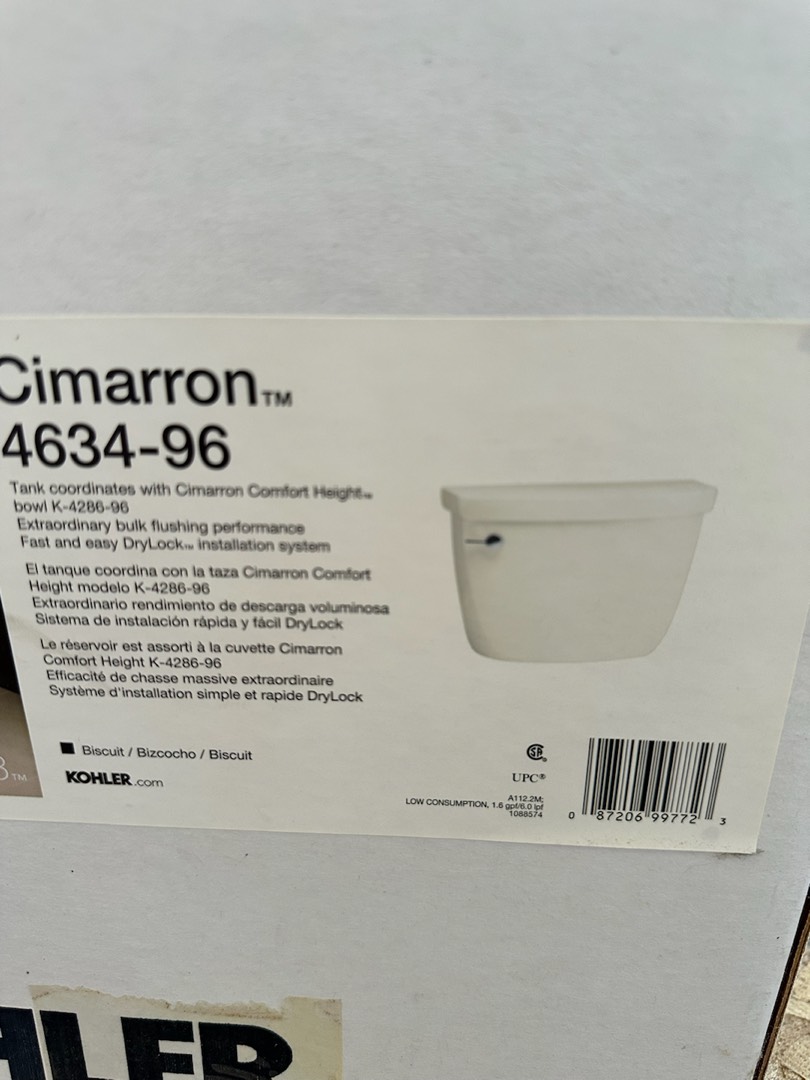 Cimarron™
4634-96
Tank coordinates with Cimarron Comfort Height™
bowl K-4286-96
Extraordinary bulk flushing performance
Fast and easy DryLock™ installation system
El tanque coordina con la taza Cimarron Comfort
Height modelo K-4286-96
Extraordinario rendimiento de descarga voluminosa
Sistema de instalación rápida y fácil DryLock
Le réservoir est assorti à la cuvette Cimarron
Comfort Height K-4286-96
Efficacité de chasse massive extraordinaire
Système d'installation simple et rapide DryLock
Biscuit / Bizcocho / Biscuit
KOHLER.com
TM
SA
UPC®
A112.2M;
LOW CONSUMPTION, 1.6 gpf/6.0 lpf
1088574
0 87206 99772 3
HLER